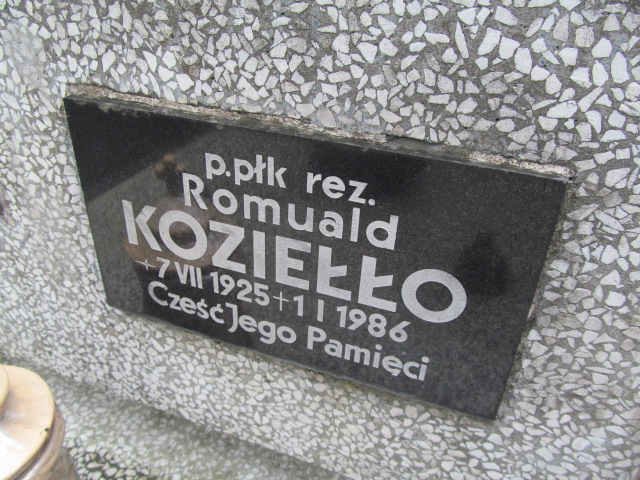 p.płk rez.
Romuald
KOZIEŁŁO
+7 VII 1925 +1 I 1986
Cześć Jego Pamięci